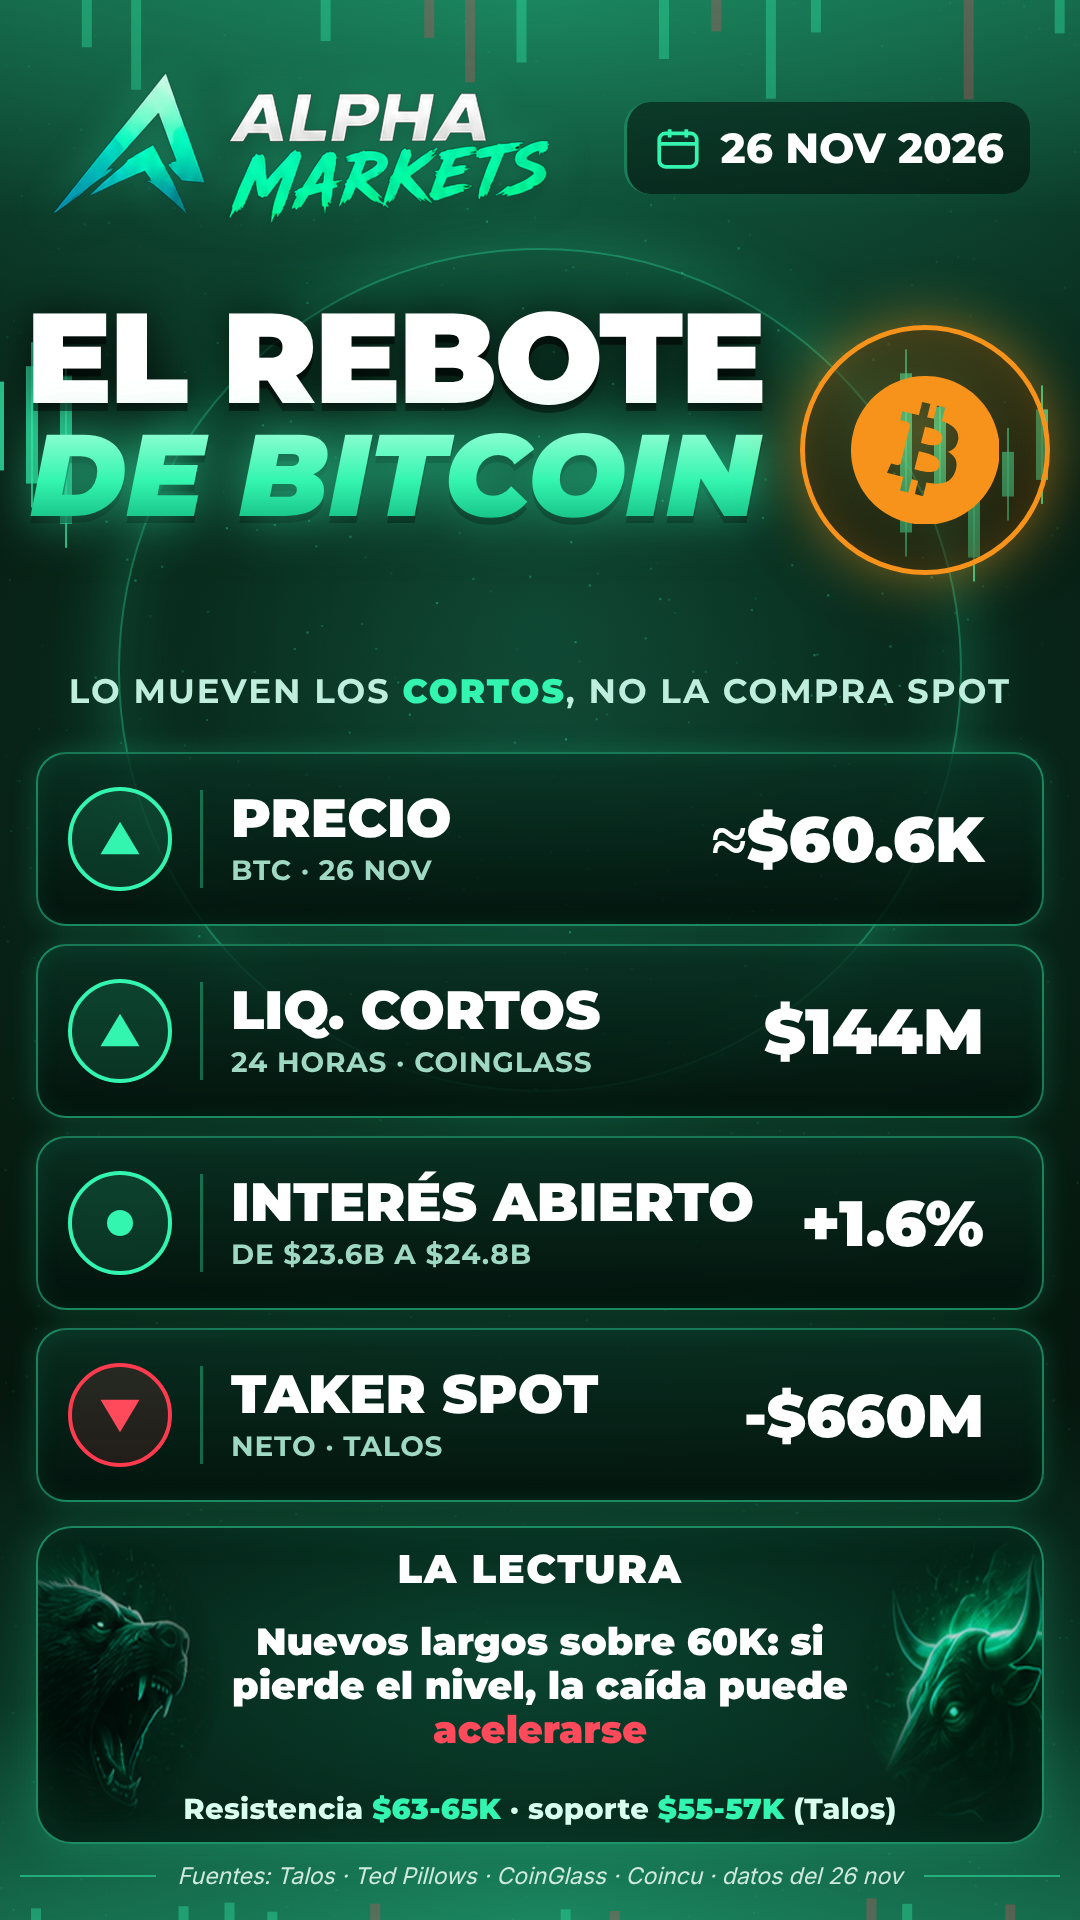 ALPHA
MARKETS
26 NOV 2026
EL REBOTE
DE BITCOIN
LO MUEVEN LOS CORTOS, NO LA COMPRA SPOT
PRECIO
BTC · 26 NOV
≈$60.6K
LIQ. CORTOS
24 HORAS · COINGLASS
$144M
INTERÉS ABIERTO
DE $23.6B A $24.8B
+1.6%
TAKER SPOT
NETO · TALOS
-$660M
LA LECTURA
Nuevos largos sobre 60K: si
pierde el nivel, la caída puede
acelerarse
Resistencia $63-65K · soporte $55-57K (Talos)
Fuentes: Talos · Ted Pillows · CoinGlass · Coincu · datos del 26 nov